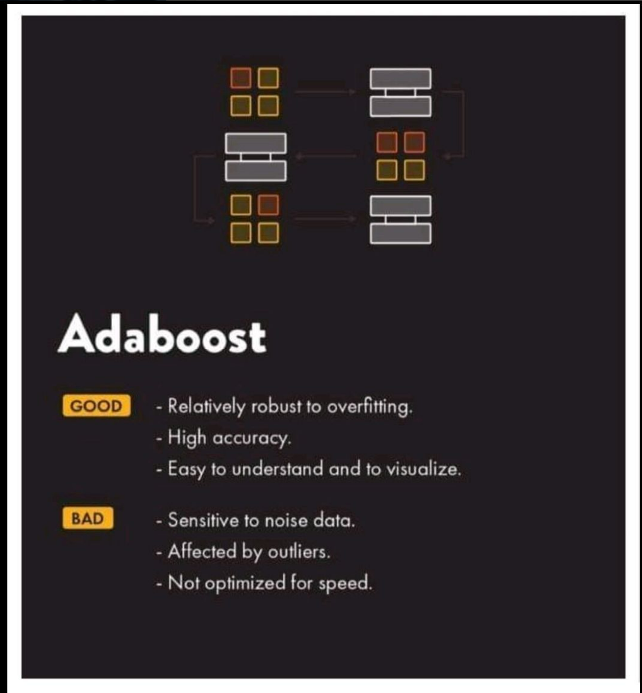 Adaboost
GOOD - Relatively robust to overfitting.
- High accuracy.
- Easy to understand and to visualize.
BAD - Sensitive to noise data.
- Affected by outliers.
- Not optimized for speed.